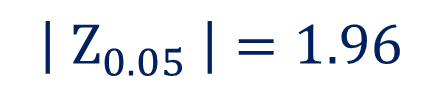 | Z₀.₀₅ | = 1.96